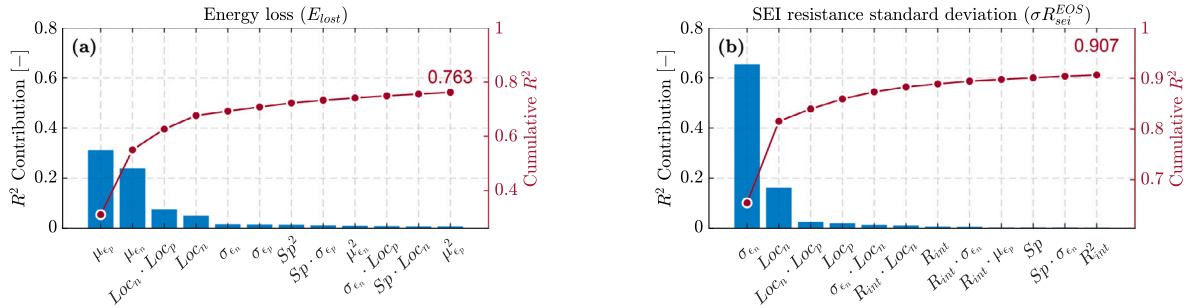 Energy loss (E_lost)
(a)
0.763
R² Contribution [−]
0.8
0.6
0.4
0.2
0
Cumulative R²
1
0.8
0.6
0.4
μ_ϵp
μ_ϵn
Loc_n · Loc_p
Loc_n
σ_ϵn
σ_ϵp
Sp²
Sp · σ_ϵp
μ²_ϵn
σ_ϵn · Loc_p
Sp · Loc_n
μ²_ϵp
SEI resistance standard deviation (σR_sei^EOS)
(b)
0.907
R² Contribution [−]
0.8
0.6
0.4
0.2
0
Cumulative R²
1
0.9
0.8
0.7
σ_ϵn
Loc_n
Loc_n · Loc_p
Loc_p
σ_ϵn · Loc_n
R_int · Loc_n
R_int
R_int · σ_ϵn
R_int · μ_ϵp
Sp
Sp · σ_ϵn
R²_int